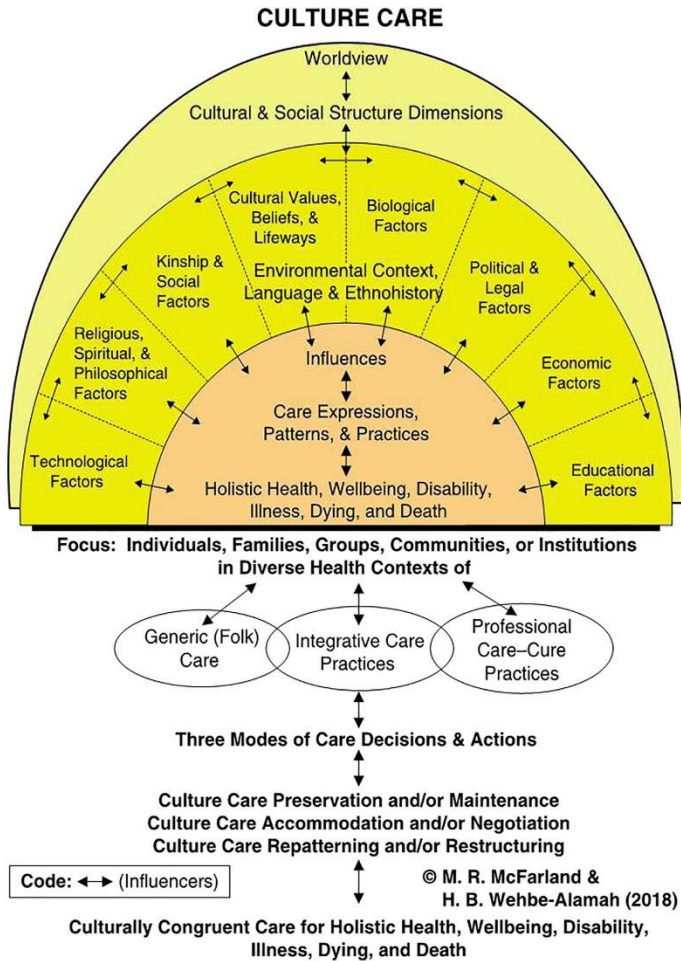 CULTURE CARE
Worldview
Cultural & Social Structure Dimensions
Cultural Values,
Beliefs, &
Lifeways
Biological
Factors
Kinship &
Social
Factors
Environmental Context,
Language & Ethnohistory
Political &
Legal
Factors
Religious,
Spiritual, &
Philosophical
Factors
Economic
Factors
Technological
Factors
Educational
Factors
Influences
Care Expressions,
Patterns, & Practices
Holistic Health, Wellbeing, Disability,
Illness, Dying, and Death
Focus: Individuals, Families, Groups, Communities, or Institutions
in Diverse Health Contexts of
Generic (Folk)
Care
Integrative Care
Practices
Professional
Care–Cure
Practices
Three Modes of Care Decisions & Actions
Culture Care Preservation and/or Maintenance
Culture Care Accommodation and/or Negotiation
Culture Care Repatterning and/or Restructuring
Code: ↔ (Influencers)
© M. R. McFarland &
H. B. Wehbe-Alamah (2018)
Culturally Congruent Care for Holistic Health, Wellbeing, Disability,
Illness, Dying, and Death